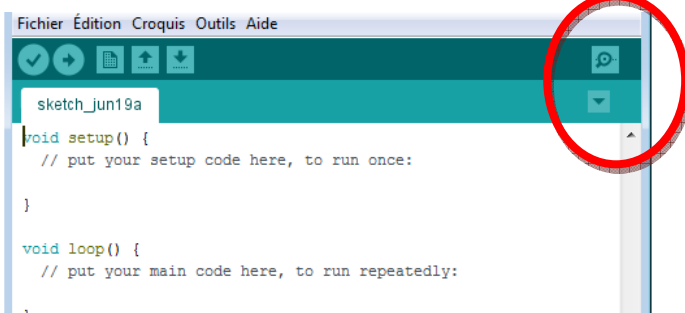 Fichier Édition Croquis Outils Aide
sketch_jun19a
void setup() {
// put your setup code here, to run once:
}
void loop() {
// put your main code here, to run repeatedly:
}